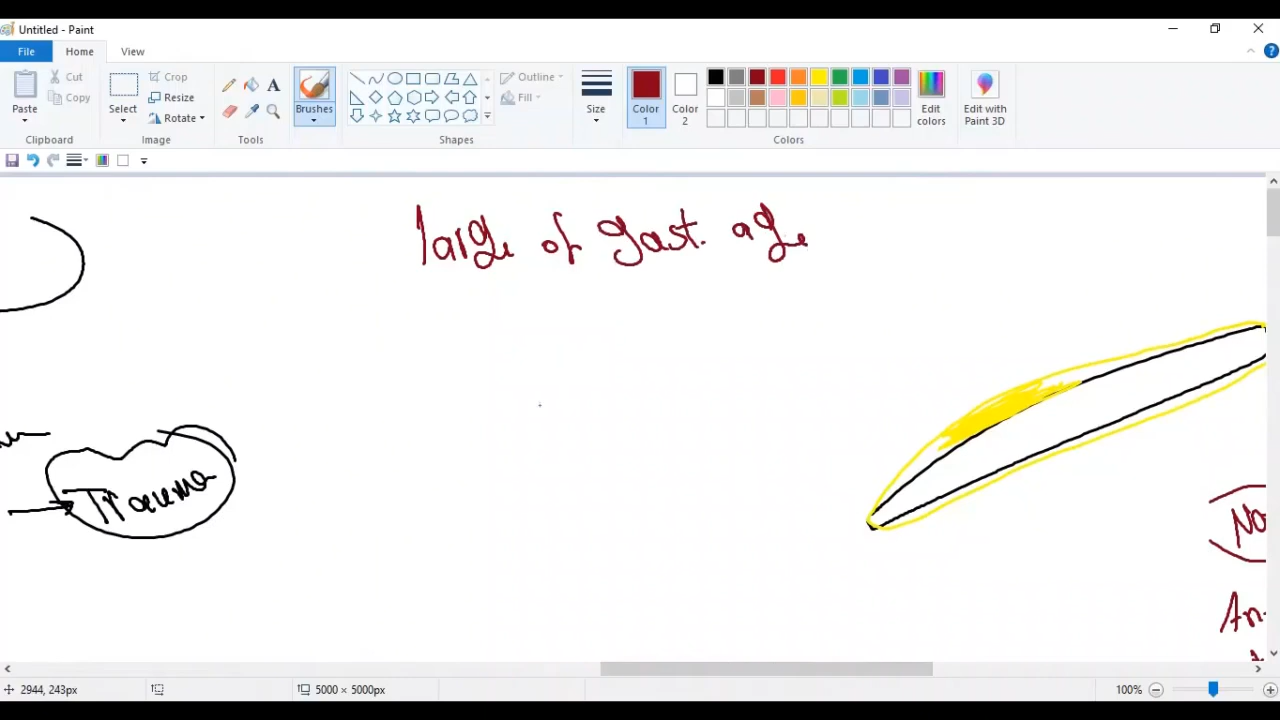 Untitled - Paint
File Home View
Paste
Cut
Copy
Clipboard
Select
Crop
Resize
Rotate
Image
Tools
Brushes
Shapes
Outline
Fill
Size
Color 1
Color 2
Colors
Edit colors
Edit with Paint 3D
large of gast. age
Trauma
No
An-
2944, 243px
5000 × 5000px
100%